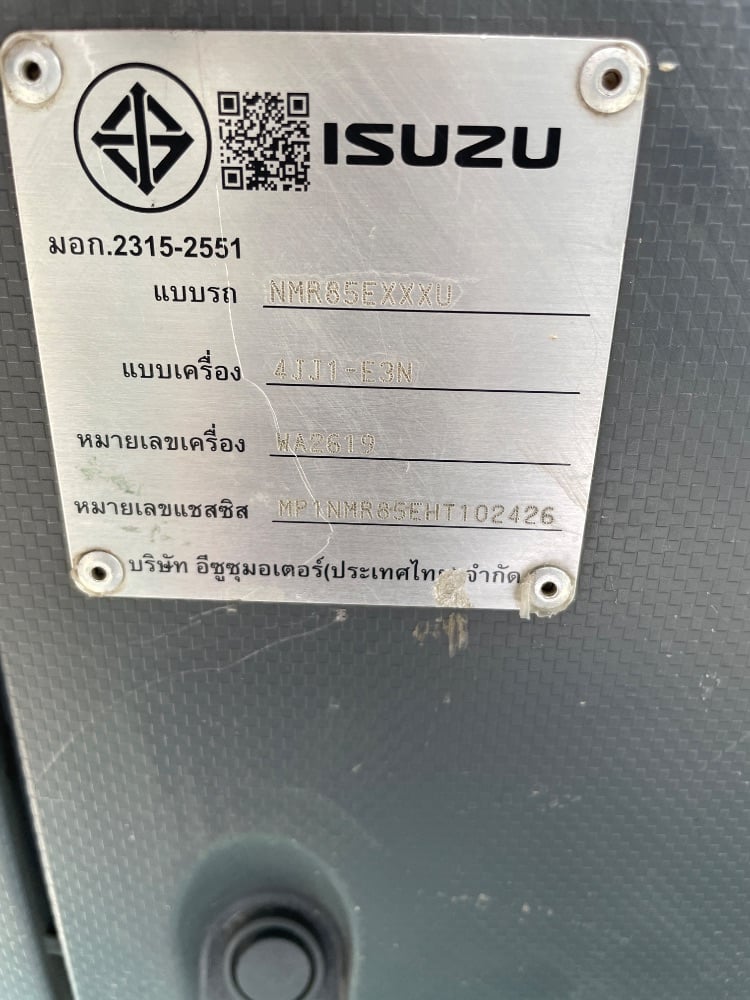 ISUZU
มอก.2315-2551
แบบรถ NMR85EXXXU
แบบเครื่อง 4JJ1-E3N
หมายเลขเครื่อง WA2619
หมายเลขแชสซิส MP1NMR85EHT102426
บริษัท อีซูซุมอเตอร์(ประเทศไทย) จำกัด